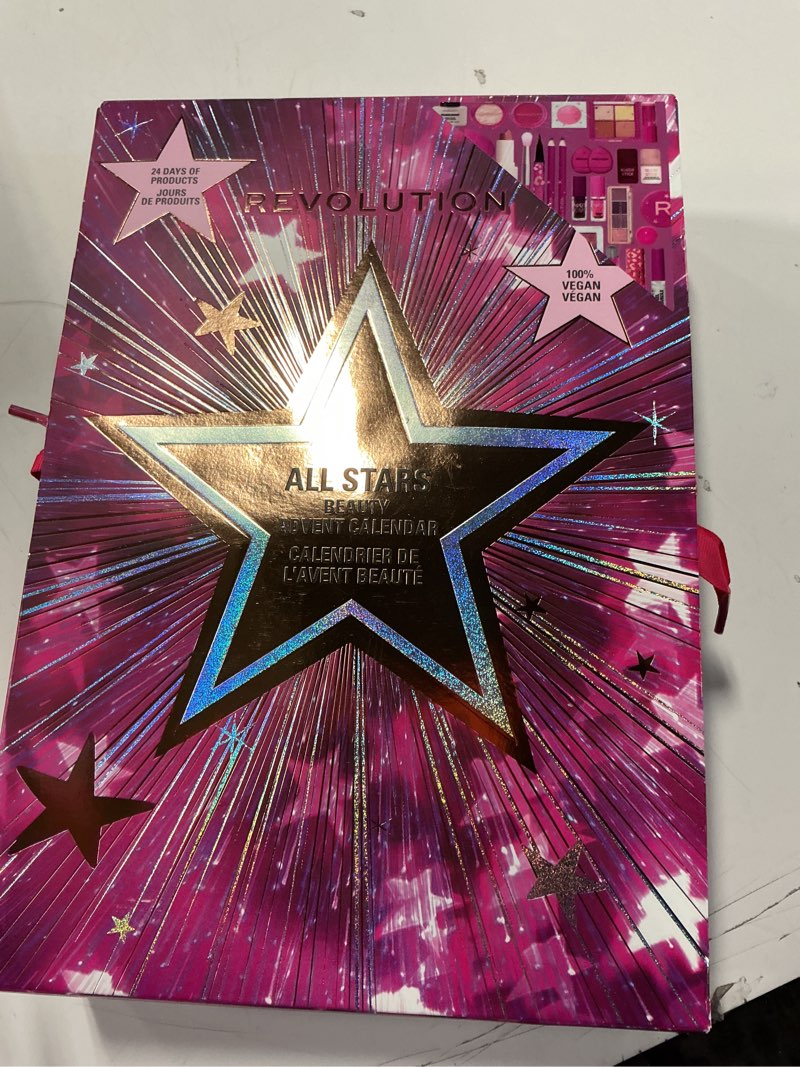 24 DAYS OF
PRODUCTS
JOURS
DE PRODUITS
REVOLUTION
R
100%
VEGAN
VÉGAN
ALL STARS
BEAUTY
ADVENT CALENDAR
CALENDRIER DE
L'AVENT BEAUTÉ